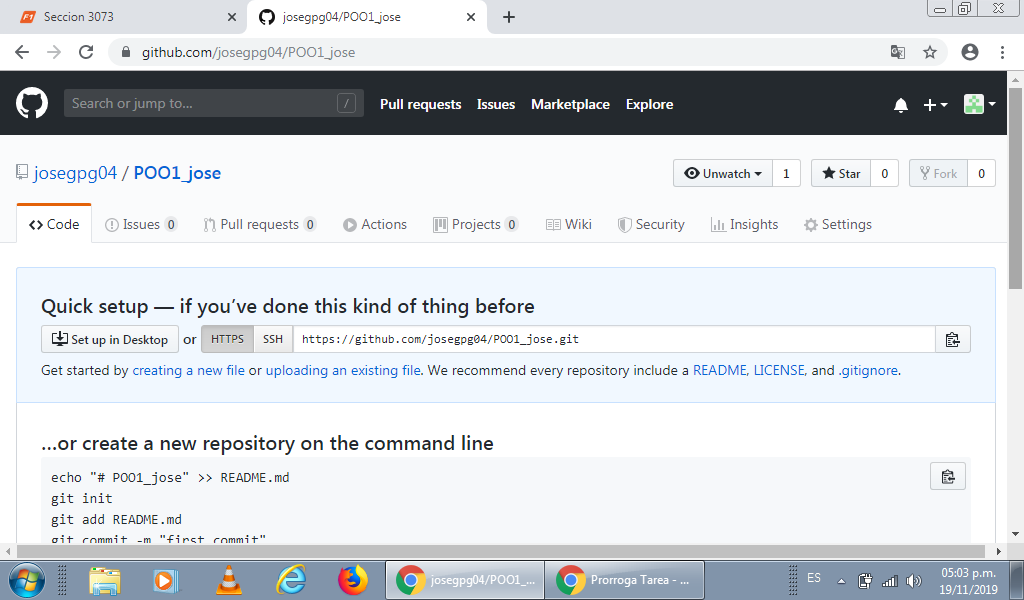 Seccion 3073
josegpg04/POO1_jose
github.com/josegpg04/POO1_jose
Search or jump to... /
Pull requests Issues Marketplace Explore
josegpg04 / POO1_jose
Unwatch 1 Star 0 Fork 0
Code Issues 0 Pull requests 0 Actions Projects 0 Wiki Security Insights Settings
Quick setup — if you’ve done this kind of thing before
Set up in Desktop or HTTPS SSH https://github.com/josegpg04/POO1_jose.git
Get started by creating a new file or uploading an existing file. We recommend every repository include a README, LICENSE, and .gitignore.
…or create a new repository on the command line
echo "# POO1_jose" >> README.md
git init
git add README.md
git commit -m "first commit"
josegpg04/POO1_... Prorroga Tarea - ... ES 05:03 p.m.
19/11/2019